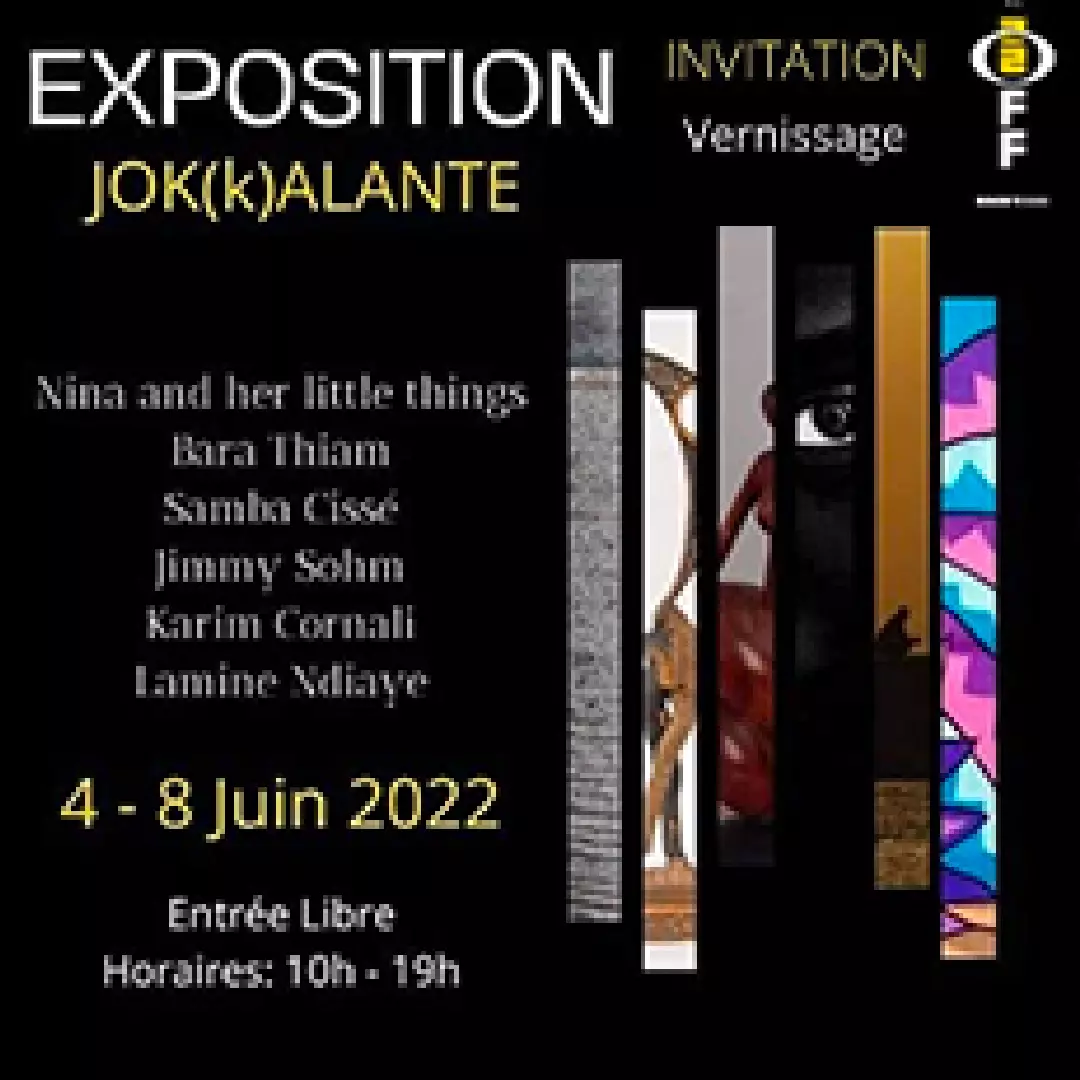 EXPOSITION
JOK(k)ALANTE
INVITATION
Vernissage
OFF
Nina and her little things
Bara Thiam
Samba Cissé
Jimmy Sohm
Karim Cornali
Lamine Ndiaye
4 - 8 Juin 2022
Entrée Libre
Horaires: 10h - 19h